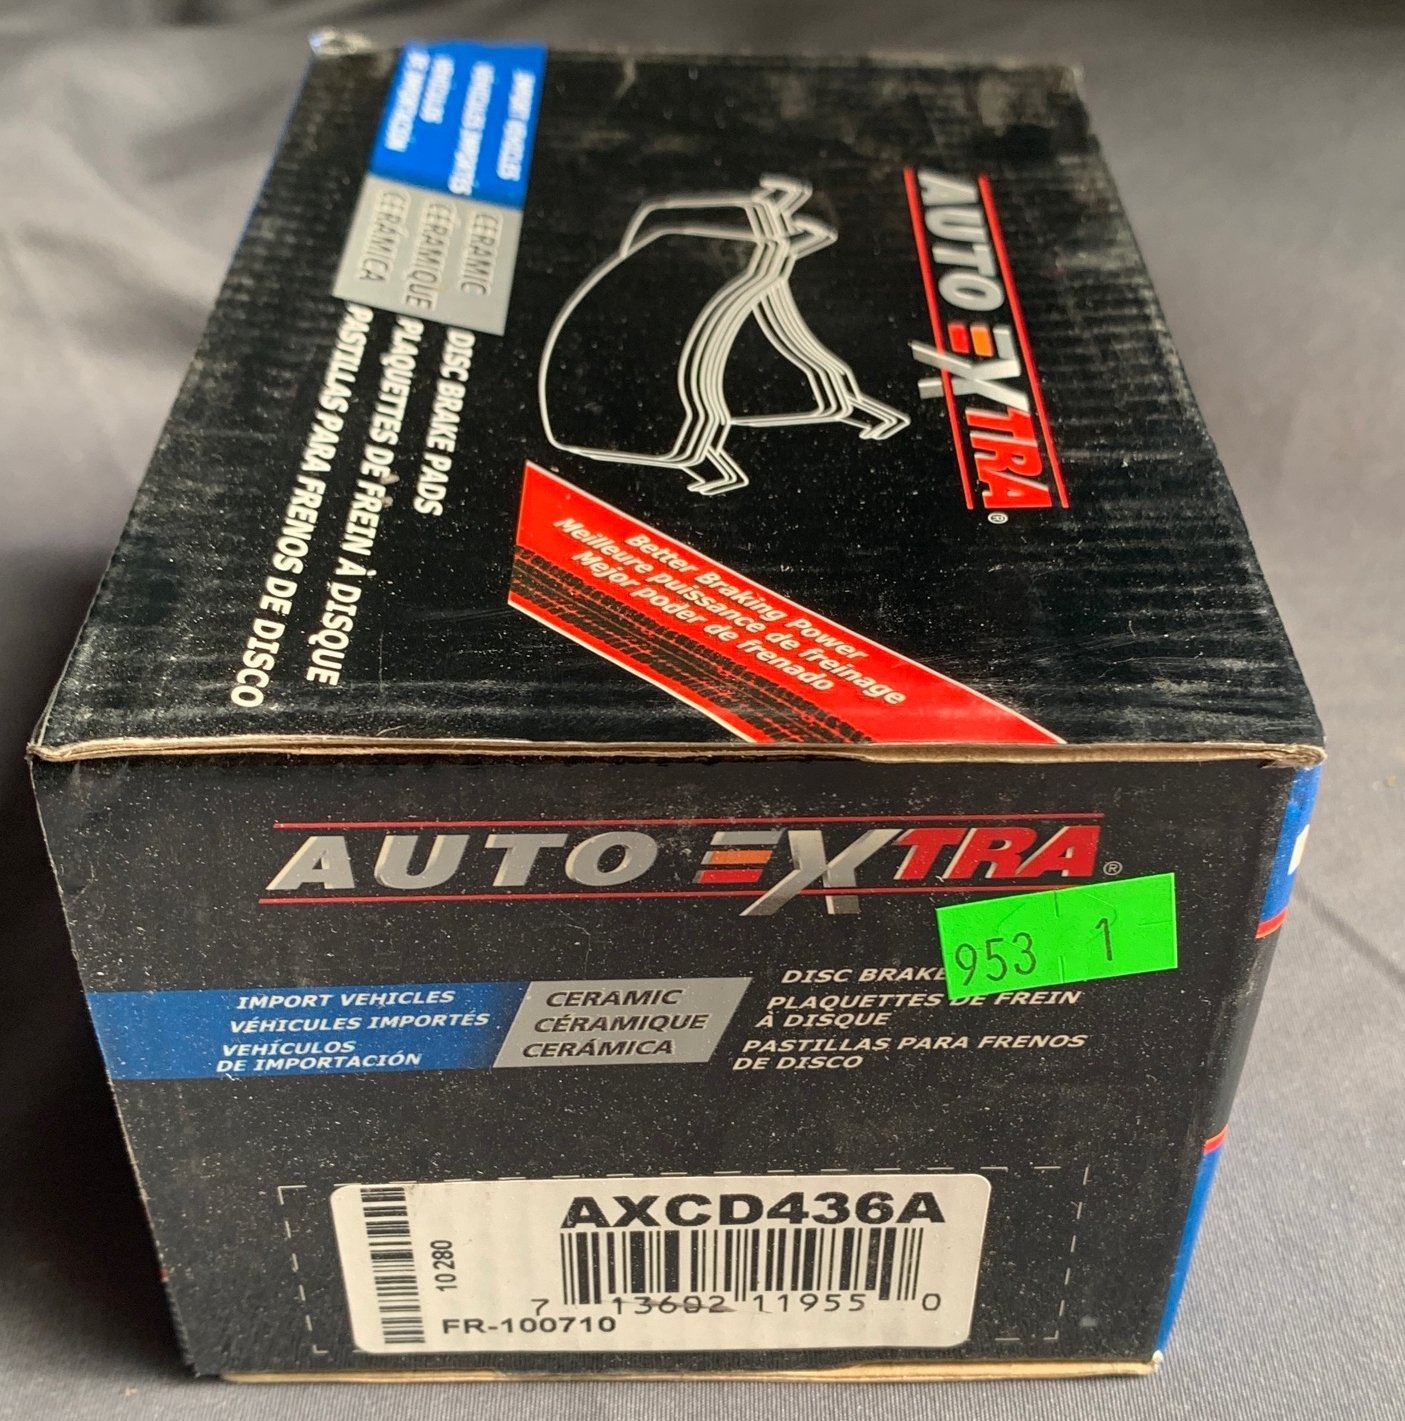 AUTO EXTRA®
IMPORT VEHICLES
VÉHICULES IMPORTÉS
VEHÍCULOS
DE IMPORTACIÓN
CERAMIC
CÉRAMIQUE
CERÁMICA
DISC BRAKE PADS
PLAQUETTES DE FREIN À DISQUE
PASTILLAS PARA FRENOS DE DISCO
Better Braking Power
Meilleure puissance de freinage
Mejor poder de frenado
AUTO EXTRA®
953 1
IMPORT VEHICLES
VÉHICULES IMPORTÉS
VEHÍCULOS
DE IMPORTACIÓN
CERAMIC
CÉRAMIQUE
CERÁMICA
DISC BRAKE
PLAQUETTES DE FREIN
À DISQUE
PASTILLAS PARA FRENOS
DE DISCO
AXCD436A
10280
7 13602 11955 0
FR-100710